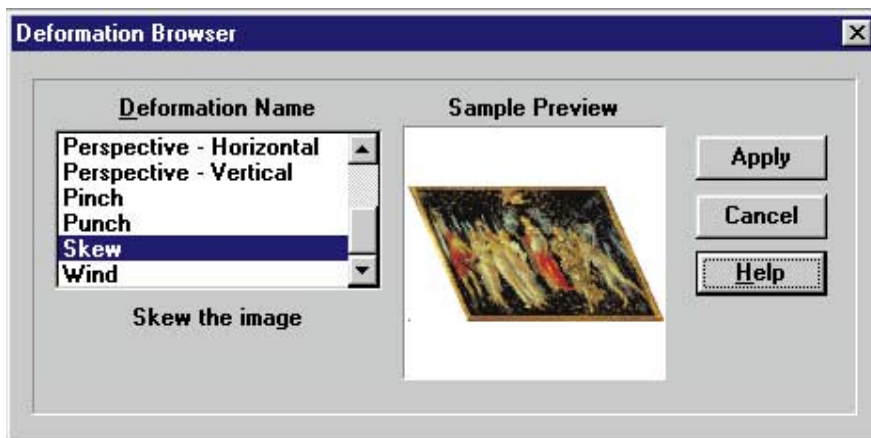 Deformation Browser
Deformation Name
Perspective - Horizontal
Perspective - Vertical
Pinch
Punch
Skew
Wind
Skew the image
Sample Preview
Apply
Cancel
Help